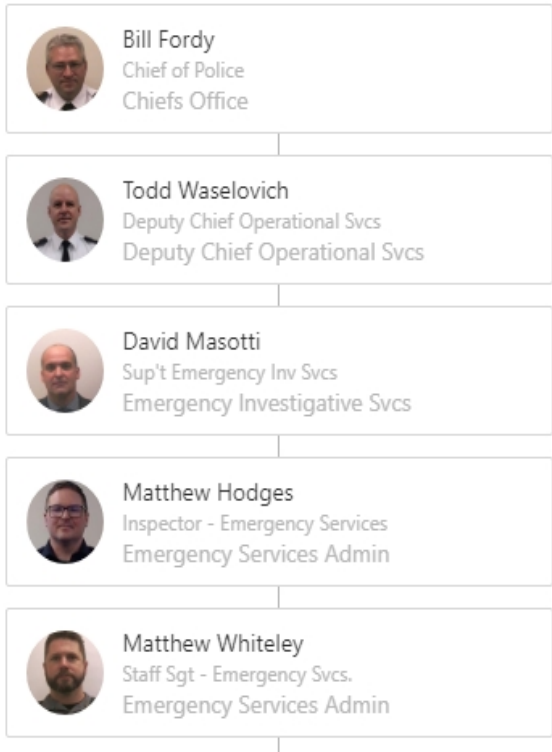 Bill Fordy
Chief of Police
Chiefs Office
Todd Waselovich
Deputy Chief Operational Svcs
Deputy Chief Operational Svcs
David Masotti
Sup't Emergency Inv Svcs
Emergency Investigative Svcs
Matthew Hodges
Inspector - Emergency Services
Emergency Services Admin
Matthew Whiteley
Staff Sgt - Emergency Svcs.
Emergency Services Admin